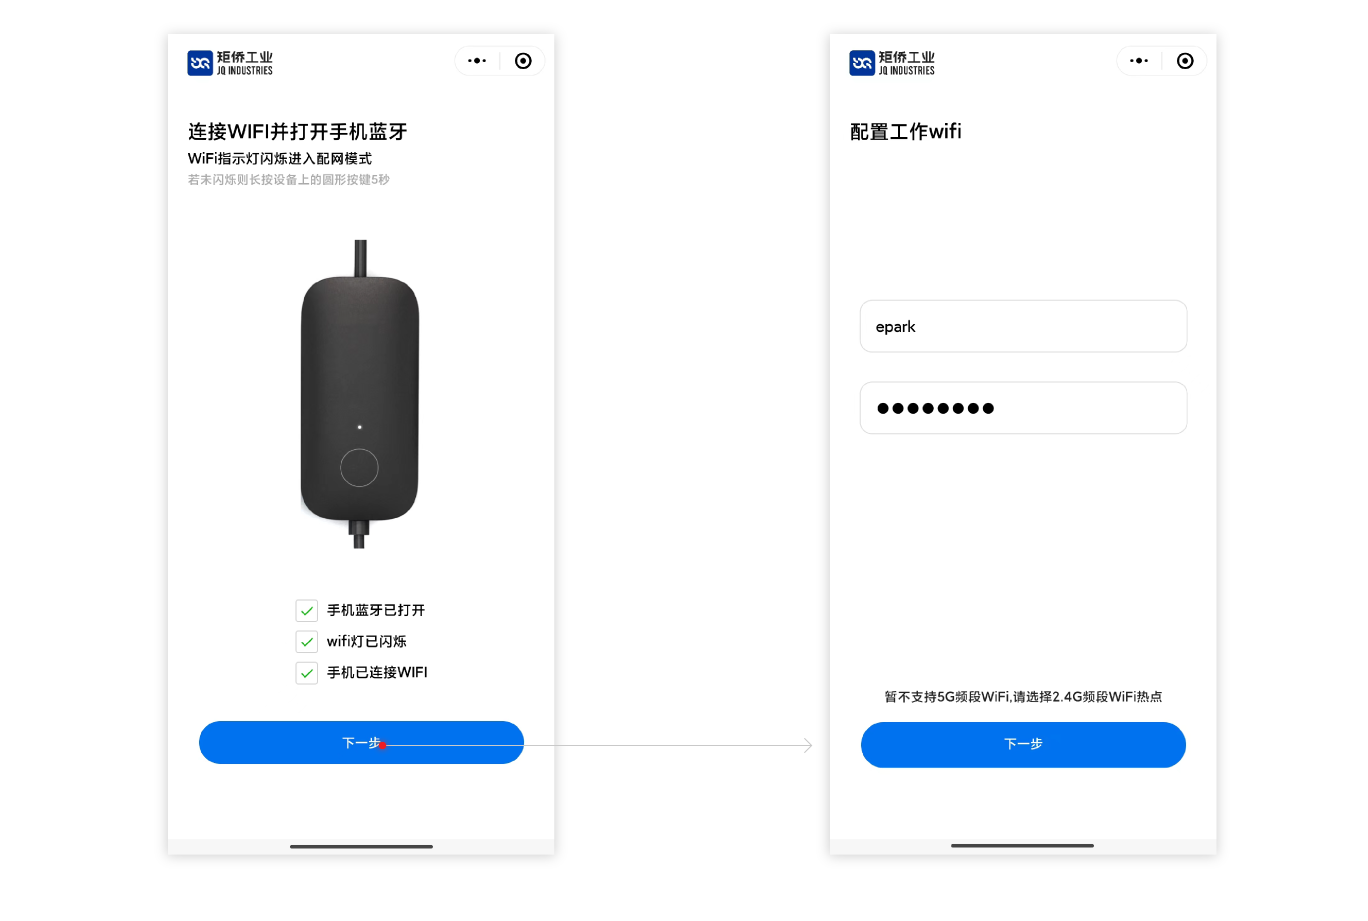 矩侨工业
JQ INDUSTRIES
连接WIFI并打开手机蓝牙
WiFi指示灯闪烁进入配网模式
若未闪烁则长按设备上的圆形按键5秒
手机蓝牙已打开
wifi灯已闪烁
手机已连接WIFI
下一步
矩侨工业
JQ INDUSTRIES
配置工作wifi
epark
●●●●●●●●
暂不支持5G频段WiFi,请选择2.4G频段WiFi热点
下一步